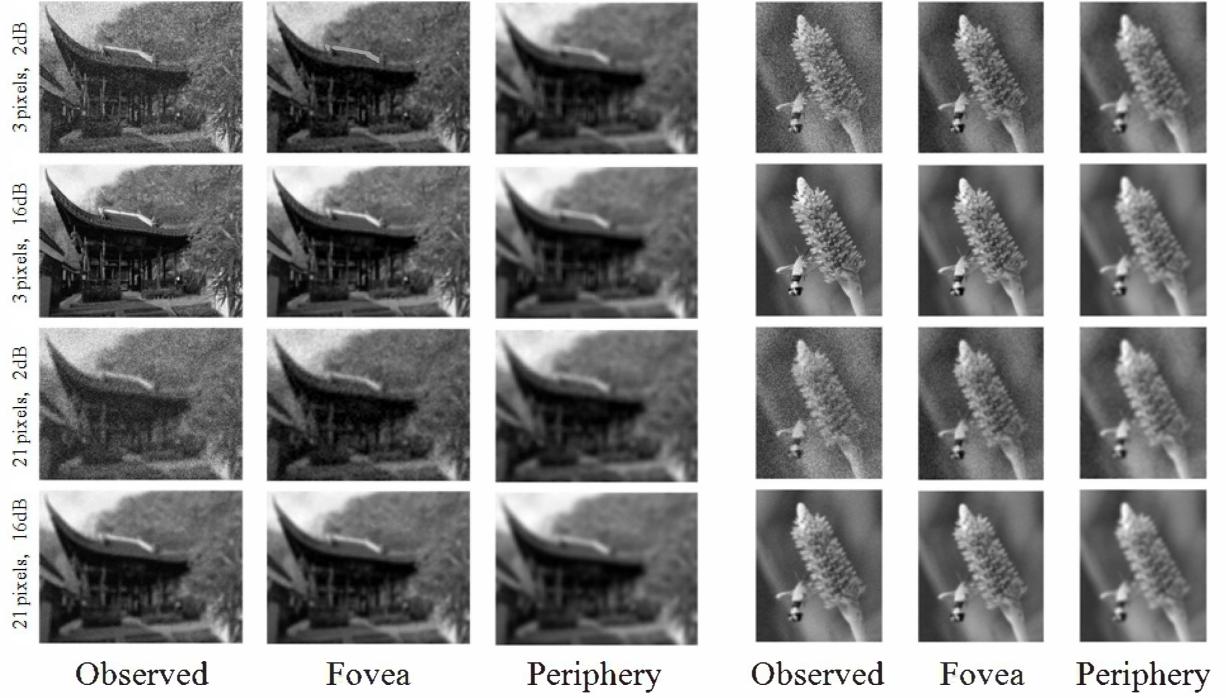 3 pixels, 2dB
3 pixels, 16dB
21 pixels, 2dB
21 pixels, 16dB
Observed Fovea Periphery Observed Fovea Periphery